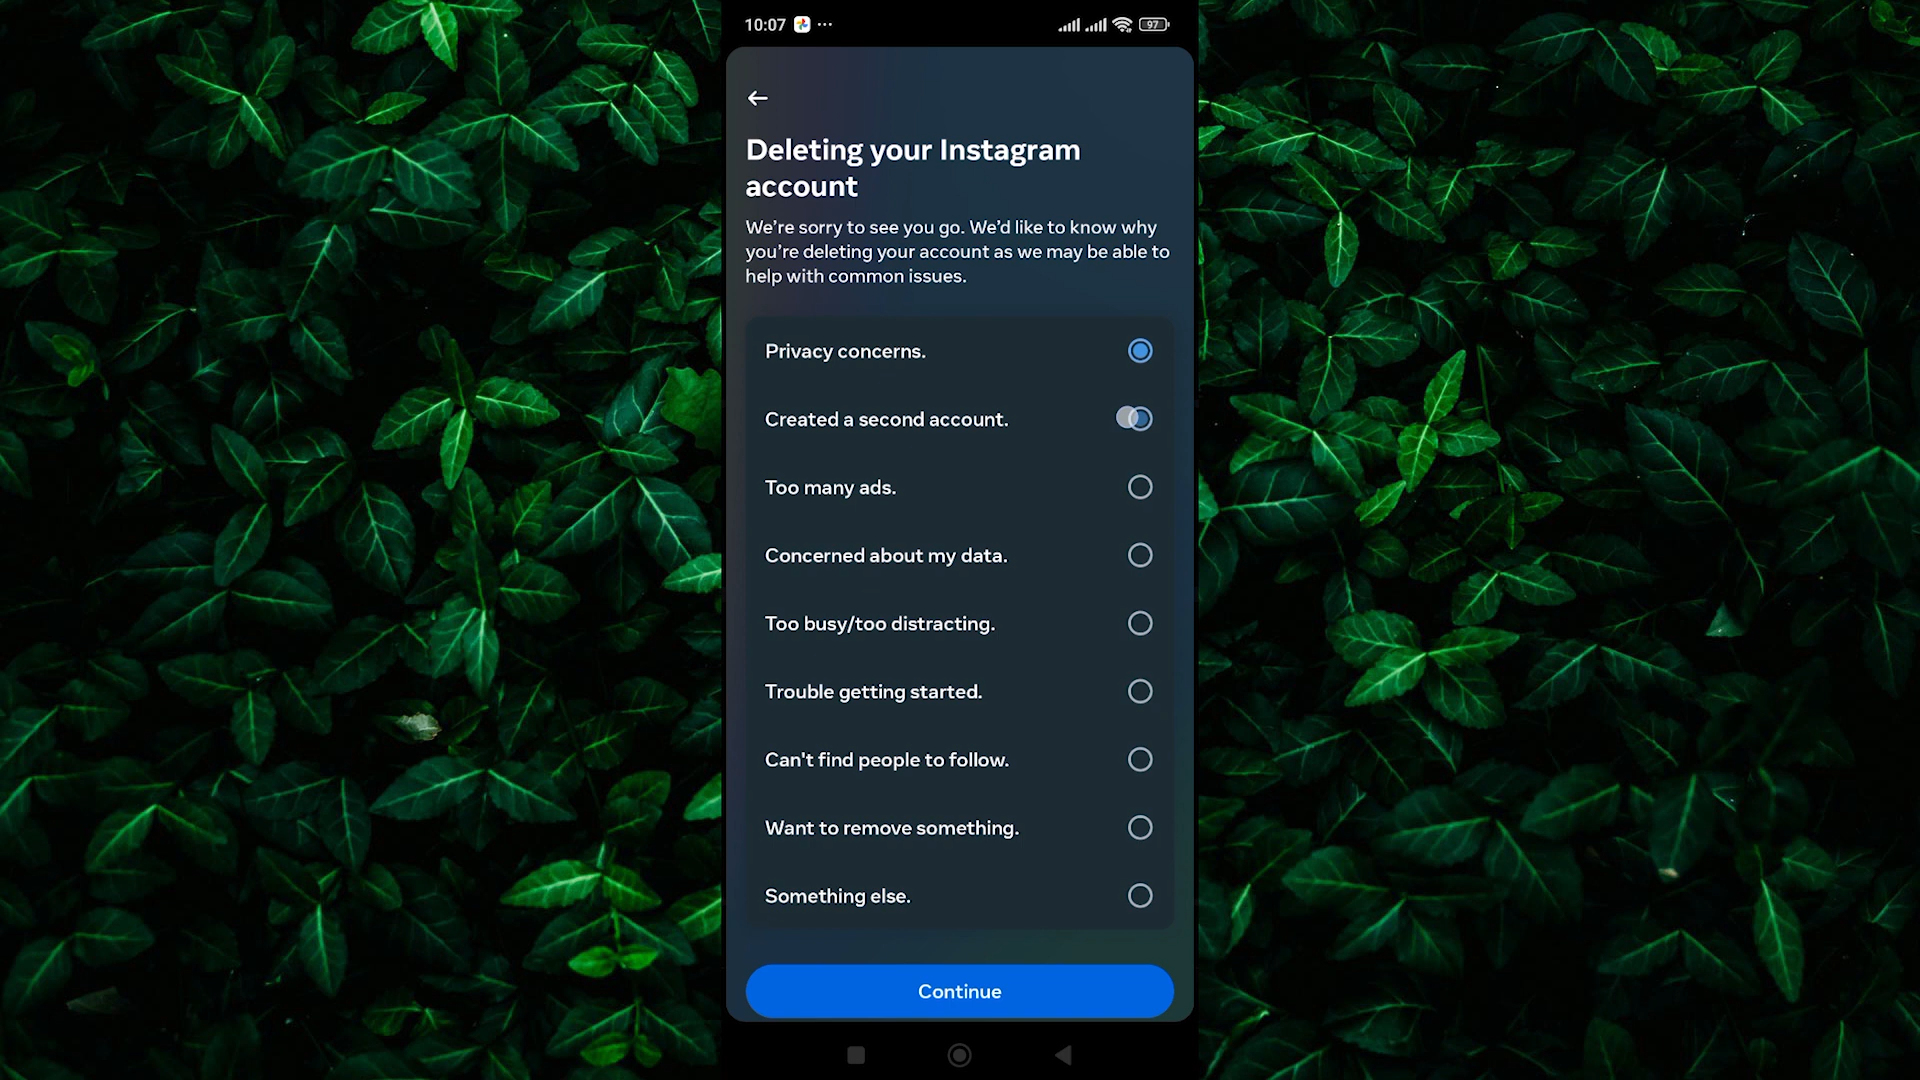 10:07
97
Deleting your Instagram
account
We’re sorry to see you go. We’d like to know why
you’re deleting your account as we may be able to
help with common issues.
Privacy concerns.
Created a second account.
Too many ads.
Concerned about my data.
Too busy/too distracting.
Trouble getting started.
Can't find people to follow.
Want to remove something.
Something else.
Continue